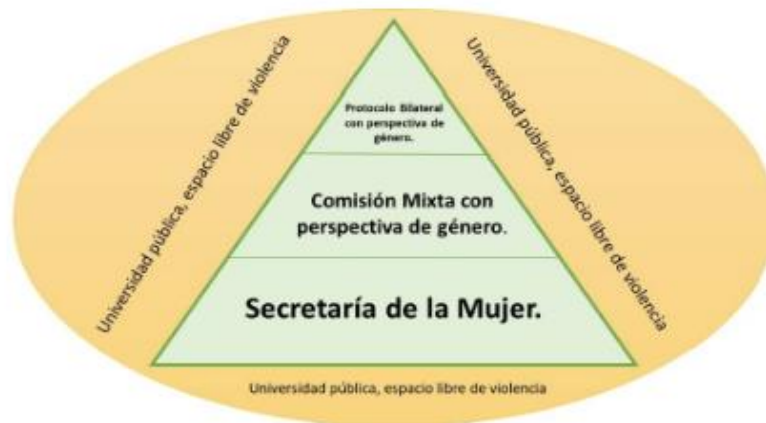 Protocolo Bilateral
con perspectiva de
género.
Comisión Mixta con
perspectiva de género.
Secretaría de la Mujer.
Universidad pública, espacio libre de violencia
Universidad pública, espacio libre de violencia
Universidad pública, espacio libre de violencia